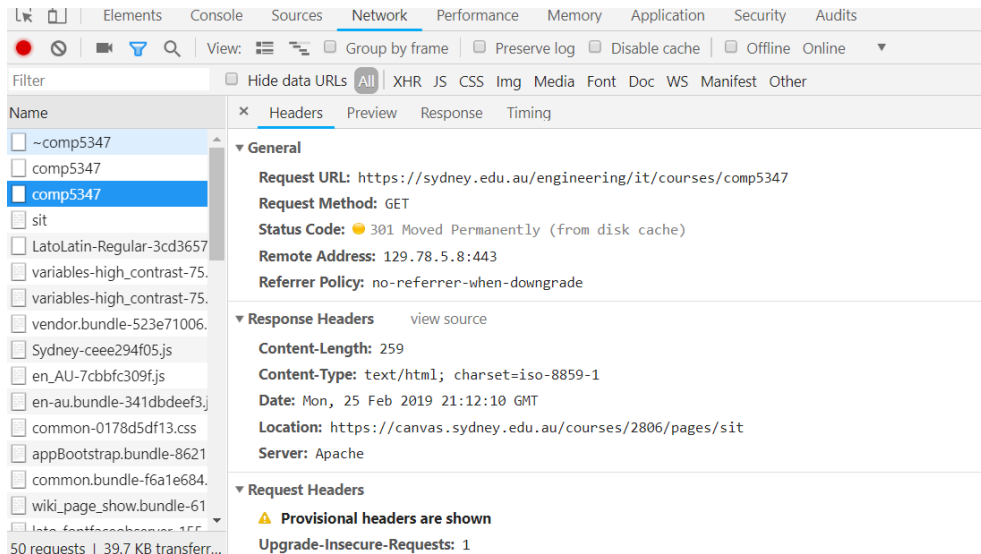 Elements Console Sources Network Performance Memory Application Security Audits
View: Group by frame Preserve log Disable cache Offline Online
Filter Hide data URLs All XHR JS CSS Img Media Font Doc WS Manifest Other
Name
~comp5347
comp5347
comp5347
sit
LatoLatin-Regular-3cd3657
variables-high_contrast-75.
variables-high_contrast-75.
vendor.bundle-523e71006.
Sydney-ceee294f05.js
en_AU-7cbbfc309f.js
en-au.bundle-341dbdeef3.j
common-0178d5df13.css
appBootstrap.bundle-8621
common.bundle-f6a1e684.
wiki_page_show.bundle-61
50 requests | 39.7 KB transferr...
× Headers Preview Response Timing
General
Request URL: https://sydney.edu.au/engineering/it/courses/comp5347
Request Method: GET
Status Code: 301 Moved Permanently (from disk cache)
Remote Address: 129.78.5.8:443
Referrer Policy: no-referrer-when-downgrade
Response Headers view source
Content-Length: 259
Content-Type: text/html; charset=iso-8859-1
Date: Mon, 25 Feb 2019 21:12:10 GMT
Location: https://canvas.sydney.edu.au/courses/2806/pages/sit
Server: Apache
Request Headers
Provisional headers are shown
Upgrade-Insecure-Requests: 1